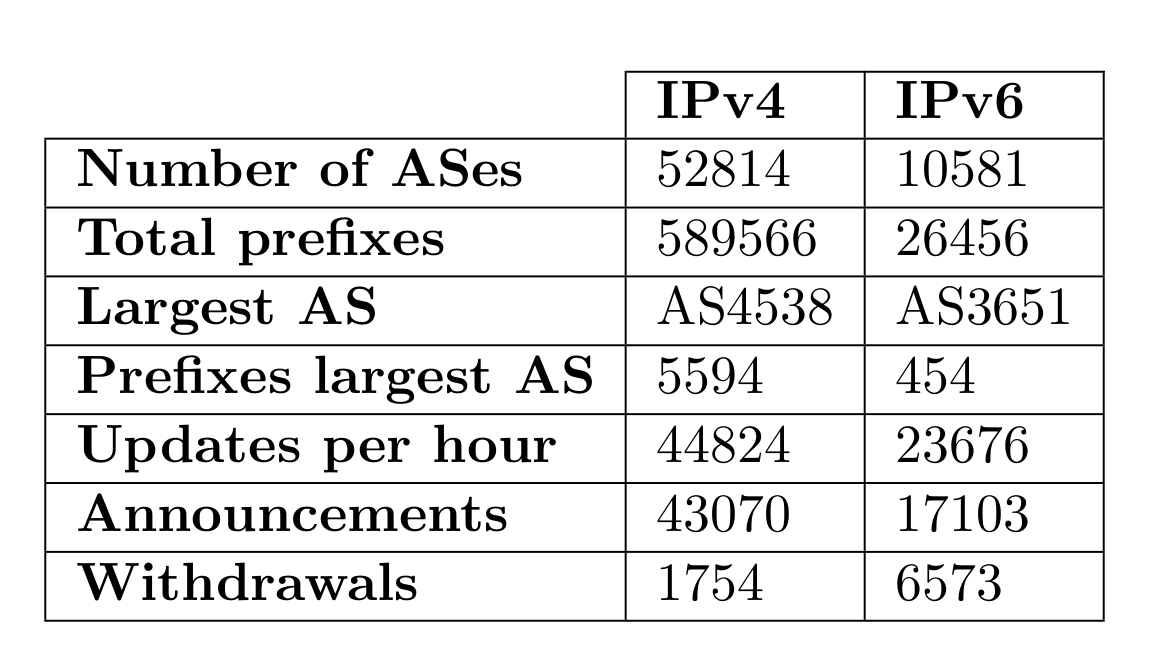 IPv4 IPv6
Number of ASes 52814 10581
Total prefixes 589566 26456
Largest AS AS4538 AS3651
Prefixes largest AS 5594 454
Updates per hour 44824 23676
Announcements 43070 17103
Withdrawals 1754 6573